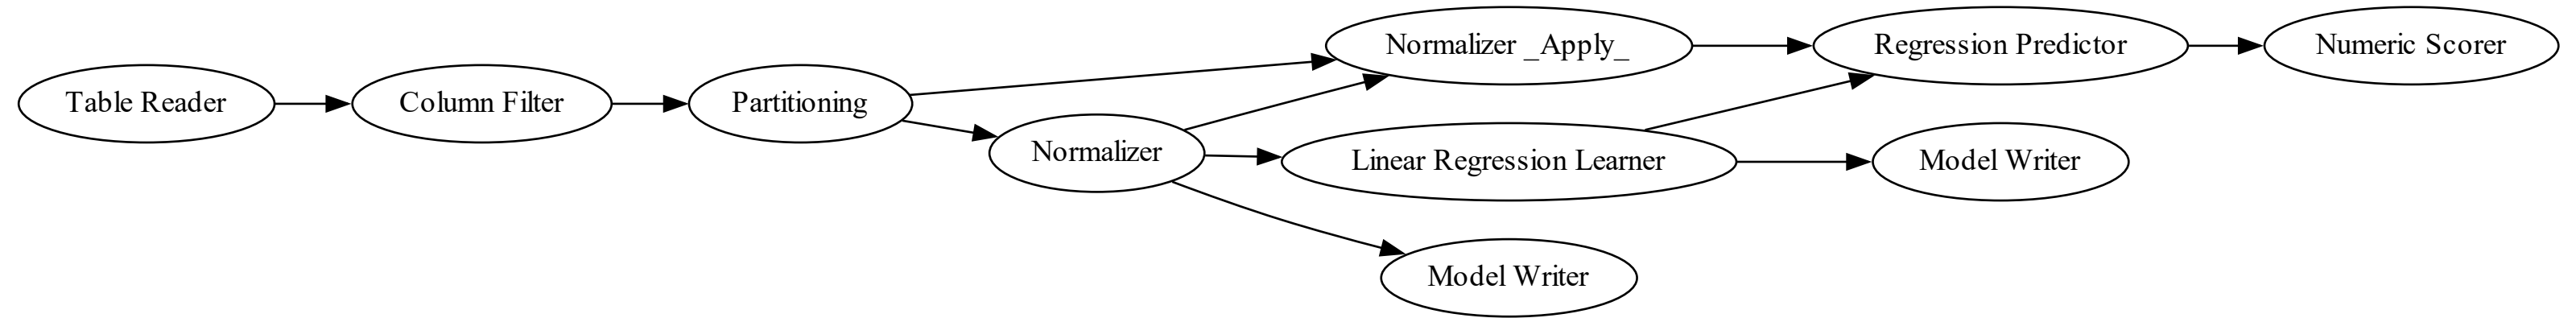 Table Reader
Column Filter
Partitioning
Normalizer
Normalizer _Apply_
Linear Regression Learner
Model Writer
Regression Predictor
Model Writer
Numeric Scorer